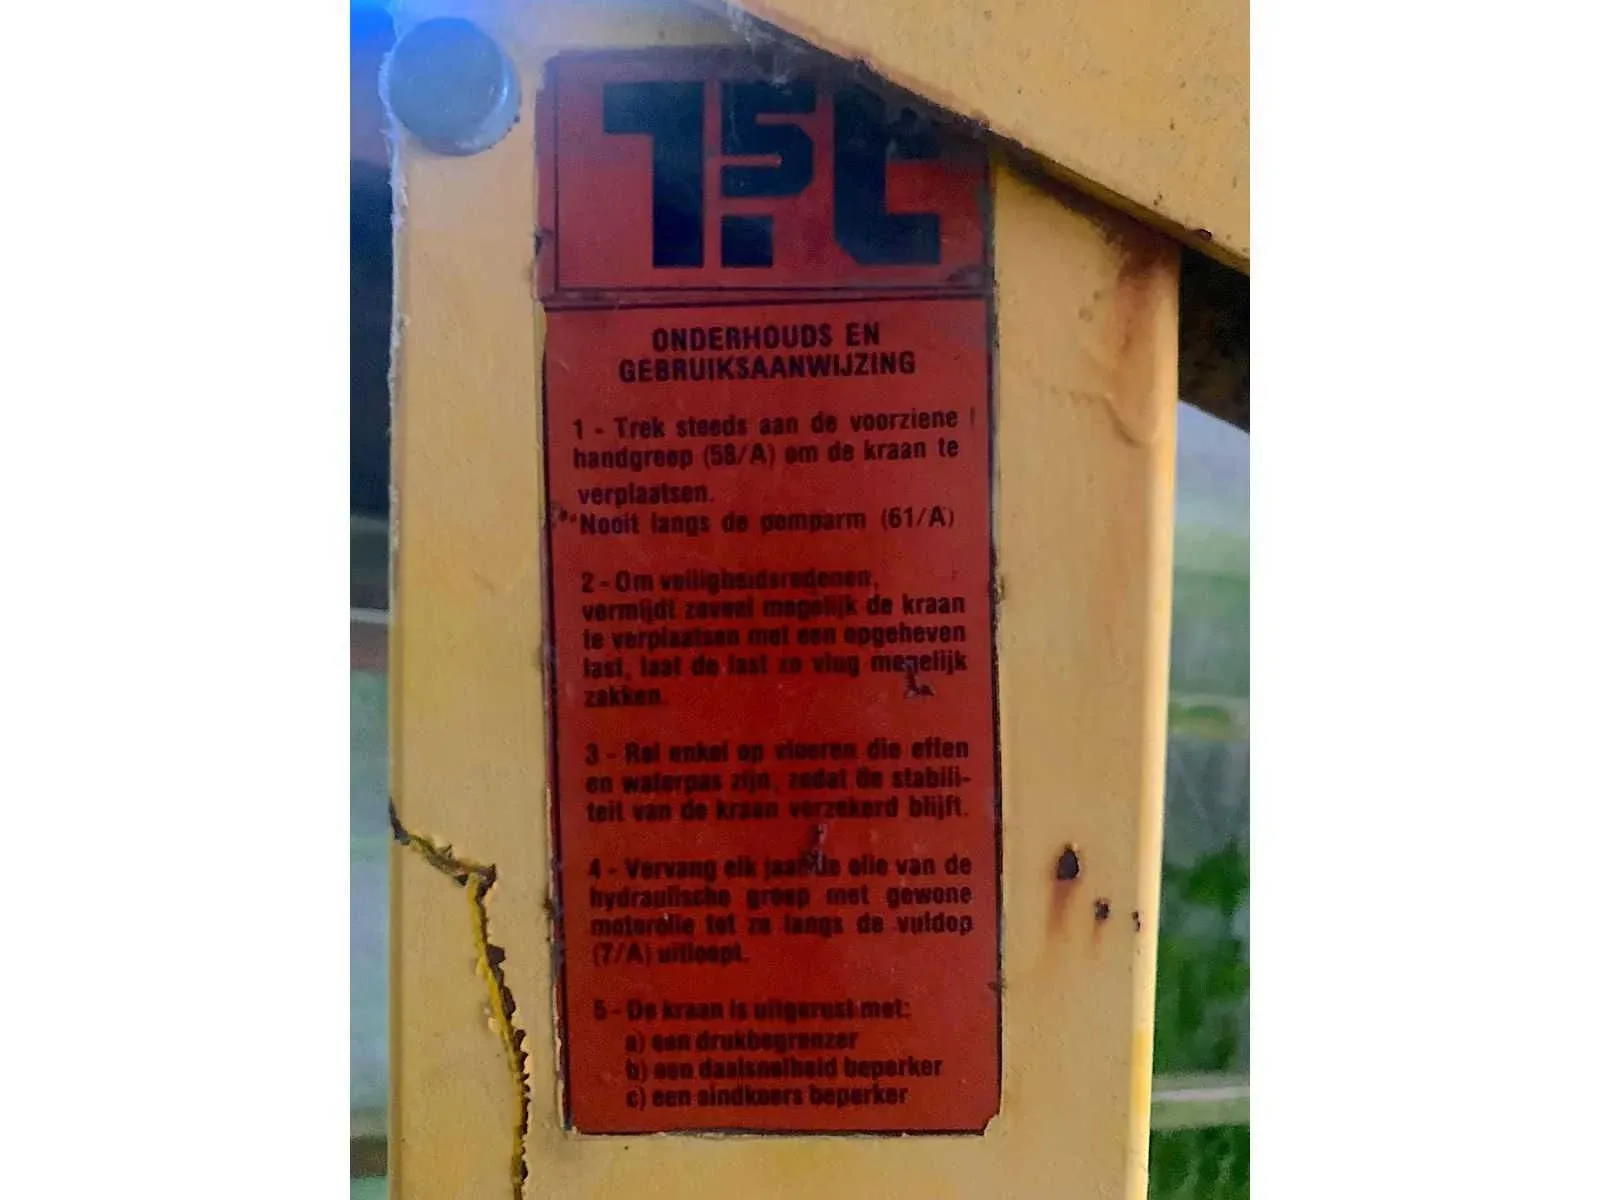 ONDERHOUDS EN
GEBRUIKSAANWIJZING
1 - Trek steeds aan de voorziene
handgreep (58/A) om de kraan te
verplaatsen.
Nooit langs de pomparm (61/A)
2 - Om veiligheidsredenen,
vermijdt zoveel mogelijk de kraan
te verplaatsen met een opgeheven
last, laat de last zo vlug mogelijk
zakken.
3 - Rol enkel op vloeren die effen
en waterpas zijn, zodat de stabili-
teit van de kraan verzekerd blijft.
4 - Vervang elk jaar de olie van de
hydraulische groep met gewone
motorolie tot ze langs de vuldop
(7/A) uitloopt.
5 - De kraan is uitgerust met:
a) een drukbegrenzer
b) een daalsnelheid beperker
c) een eindkoers beperker